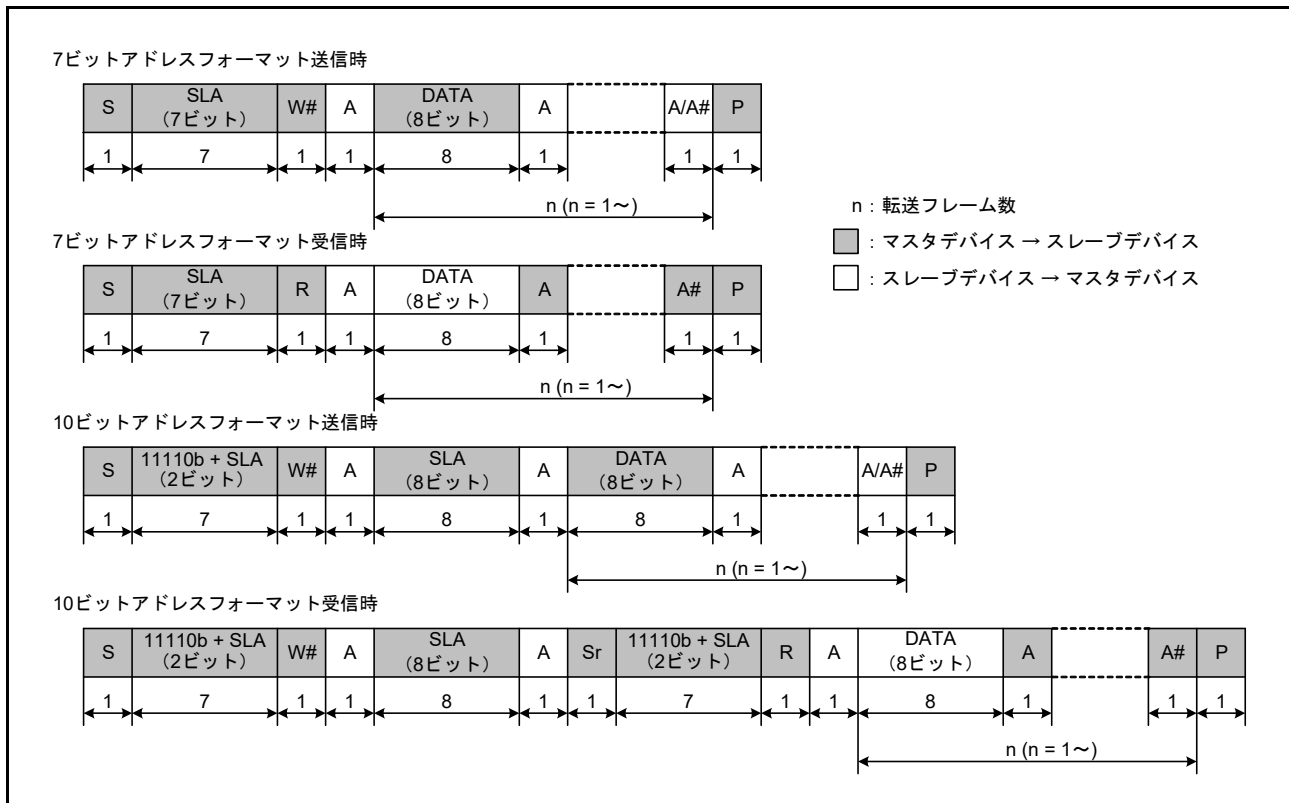 7ビットアドレスフォーマット送信時
S SLA W# A DATA A A/A# P
(7ビット) (8ビット)
1 7 1 1 8 1 1 1
n (n = 1～)
n : 転送フレーム数
: マスタデバイス → スレーブデバイス
: スレーブデバイス → マスタデバイス
7ビットアドレスフォーマット受信時
S SLA R A DATA A A# P
(7ビット) (8ビット)
1 7 1 1 8 1 1 1
n (n = 1～)
10ビットアドレスフォーマット送信時
S 11110b + SLA W# A SLA A DATA A A/A# P
(2ビット) (8ビット) (8ビット)
1 7 1 1 8 1 8 1 1 1
n (n = 1～)
10ビットアドレスフォーマット受信時
S 11110b + SLA W# A SLA A Sr 11110b + SLA R A DATA A A# P
(2ビット) (8ビット) (2ビット) (8ビット)
1 7 1 1 8 1 1 7 1 1 8 1 1 1
n (n = 1～)